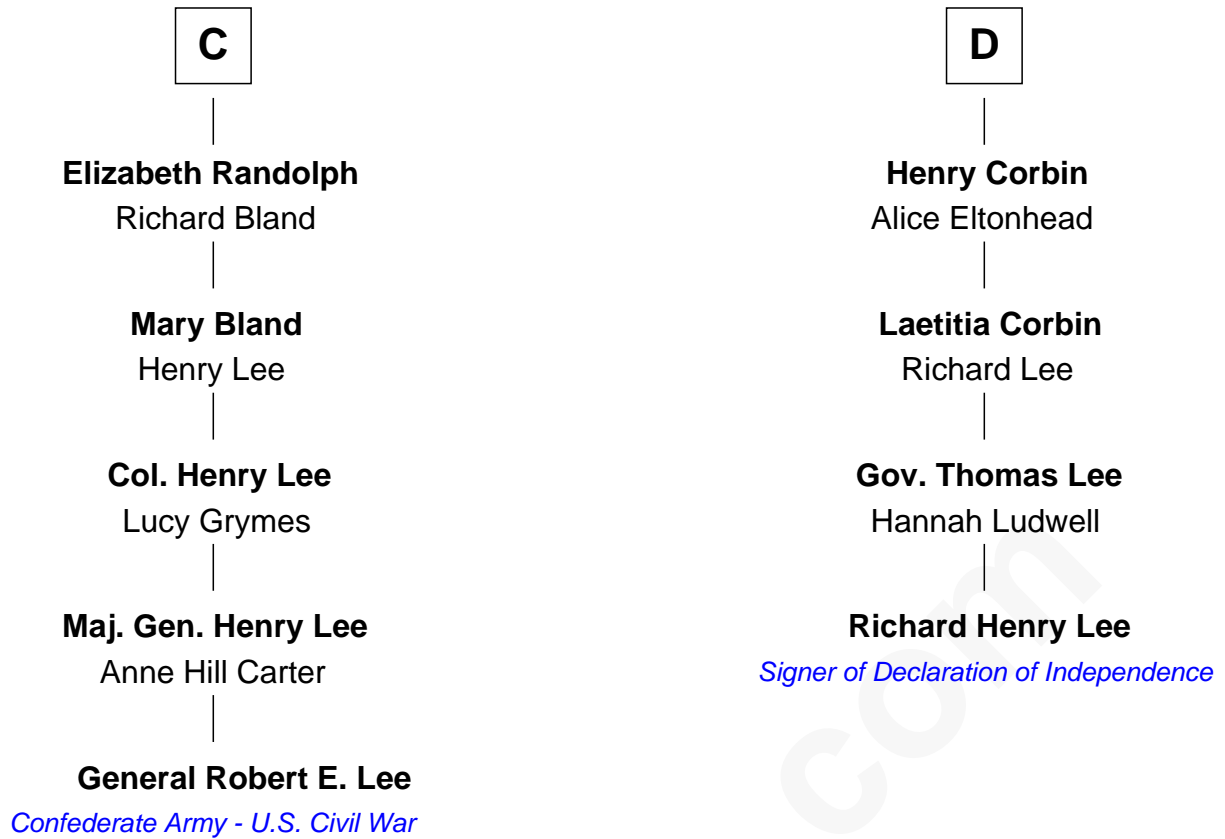 C
Elizabeth Randolph
Richard Bland
Mary Bland
Henry Lee
Col. Henry Lee
Lucy Grymes
Maj. Gen. Henry Lee
Anne Hill Carter
General Robert E. Lee
Confederate Army - U.S. Civil War
D
Henry Corbin
Alice Eltonhead
Laetitia Corbin
Richard Lee
Gov. Thomas Lee
Hannah Ludwell
Richard Henry Lee
Signer of Declaration of Independence
com